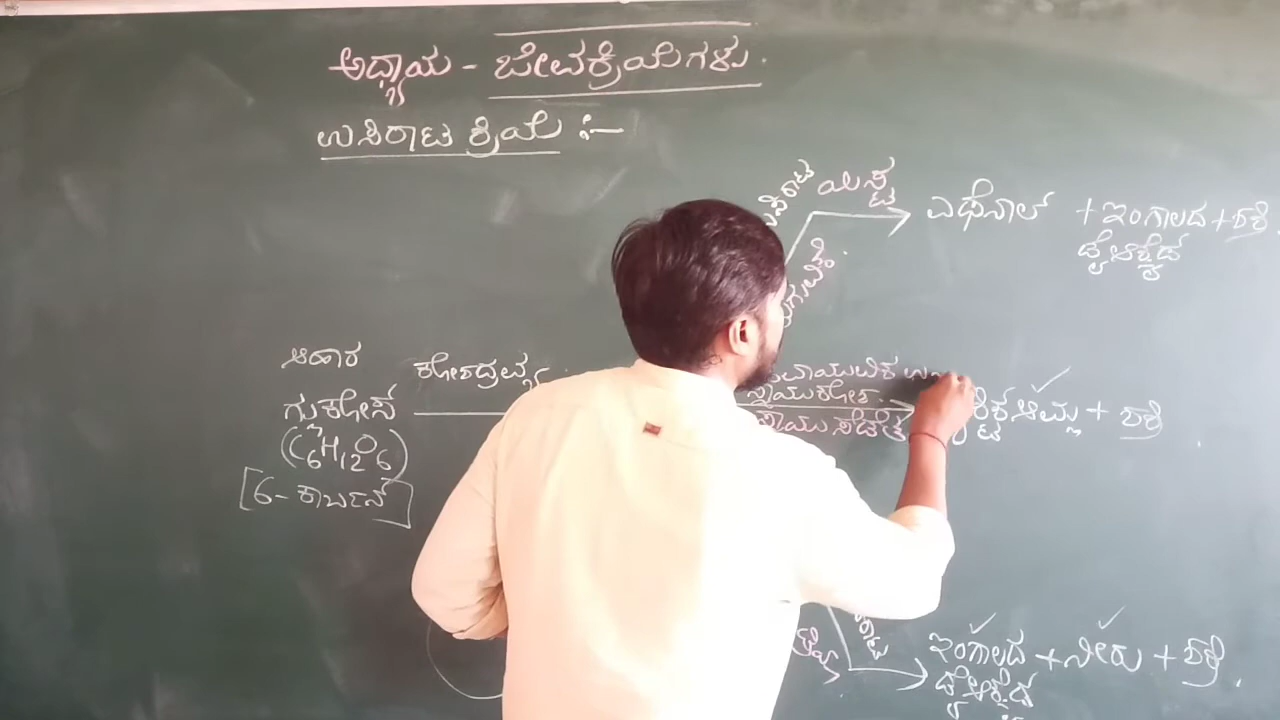 ಅಧ್ಯಾಯ - ಜೀವಕ್ರಿಯೆಗಳು.
ಉಸಿರಾಟ ಕ್ರಿಯೆ :-
ಯಿಸ್ಟ
ಎಥೆನಾಲ್ + ಇಂಗಾಲದ + ಶಕ್ತಿ.
ಡೈಆಕ್ಸೈಡ
ಆಹಾರ
ಗ್ಲುಕೋಸ
(C6H12O6)
[6- ಕಾರ್ಬನ್]
ಕೋಶದ್ರವ್ಯ
ಸ್ನಾಯುಕೋಶ.
ಆಮ್ಲ + ಶಕ್ತಿ
ಇಂಗಾಲದ + ನೀರು + ಶಕ್ತಿ.
ಡೈಆಕ್ಸೈಡ